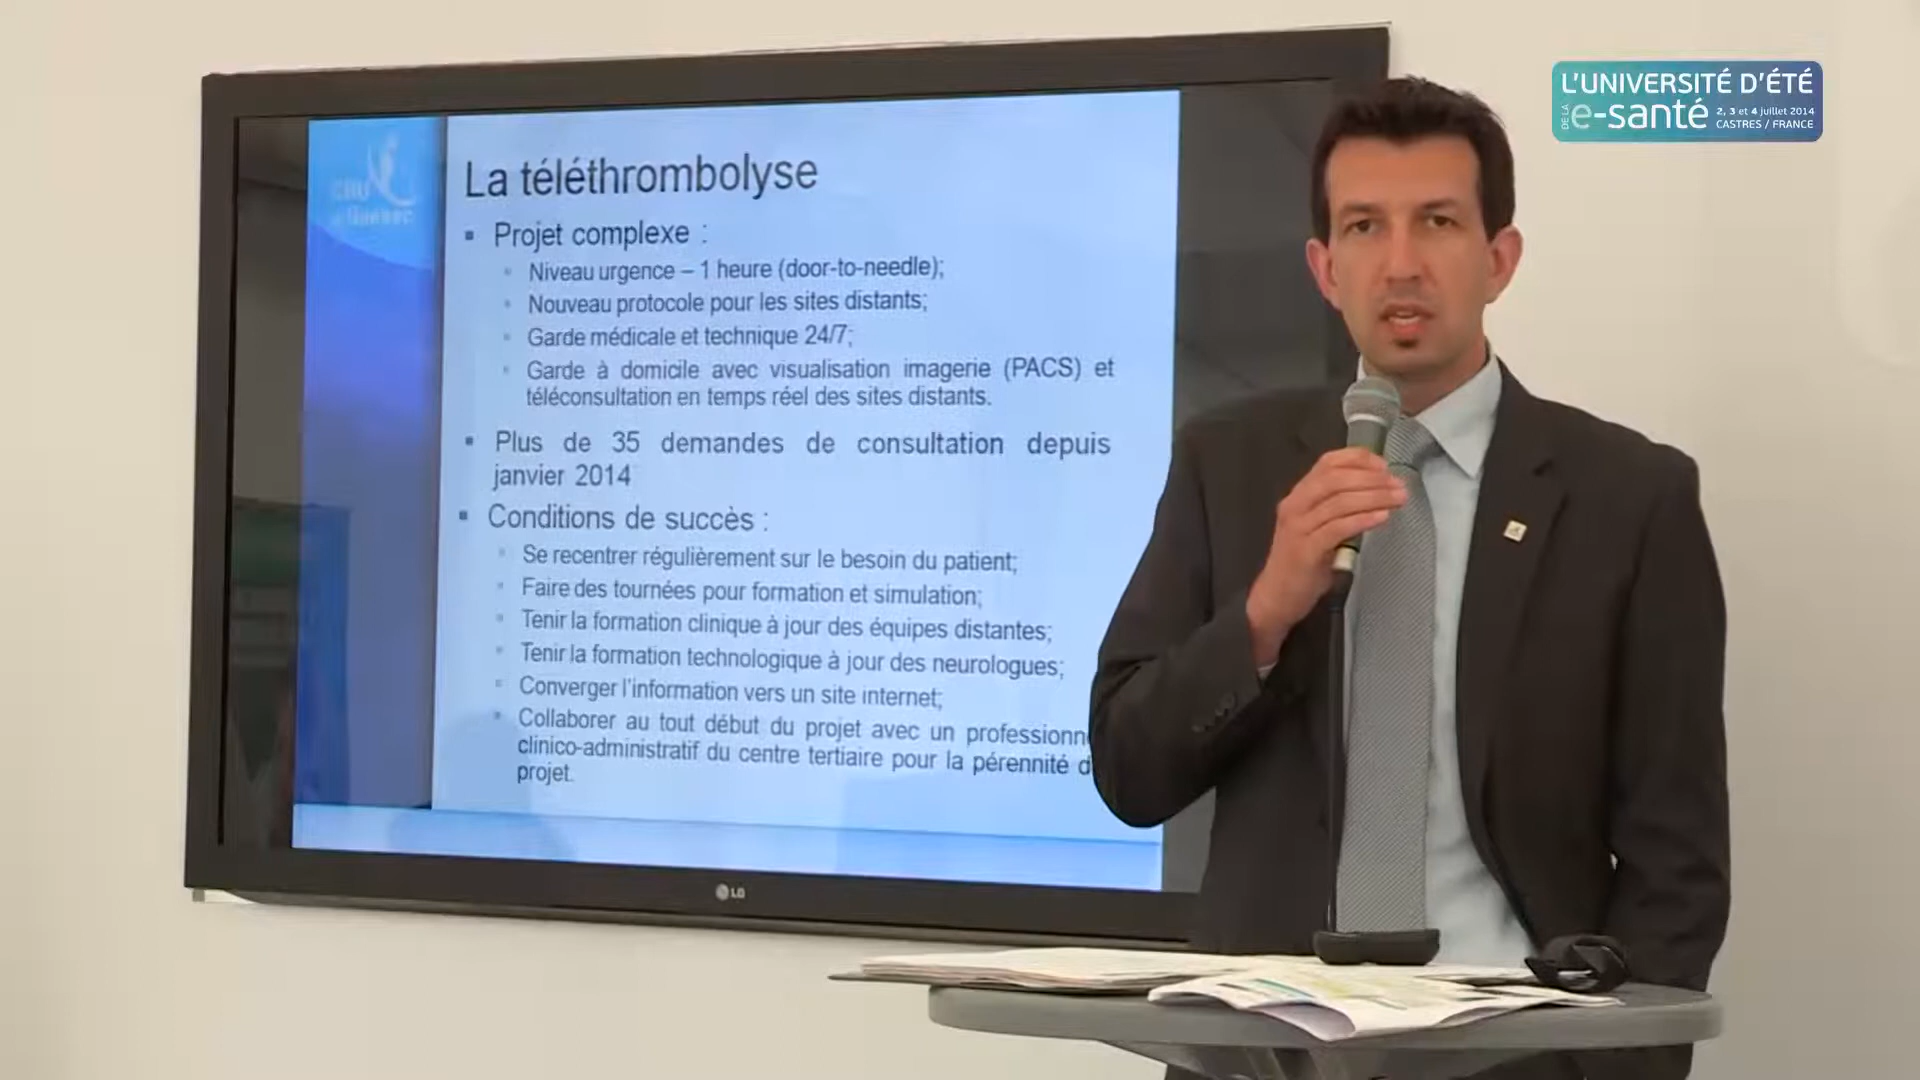 L'UNIVERSITÉ D'ÉTÉ
DE LA e-santé 2, 3 et 4 juillet 2014
CASTRES / FRANCE
CHU
de Québec
La téléthrombolyse
▪ Projet complexe :
▫ Niveau urgence – 1 heure (door-to-needle);
▫ Nouveau protocole pour les sites distants;
▫ Garde médicale et technique 24/7;
▫ Garde à domicile avec visualisation imagerie (PACS) et
téléconsultation en temps réel des sites distants.
▪ Plus de 35 demandes de consultation depuis
janvier 2014
▪ Conditions de succès :
▫ Se recentrer régulièrement sur le besoin du patient;
▫ Faire des tournées pour formation et simulation;
▫ Tenir la formation clinique à jour des équipes distantes;
▫ Tenir la formation technologique à jour des neurologues;
▫ Converger l'information vers un site internet;
▫ Collaborer au tout début du projet avec un professionn
clinico-administratif du centre tertiaire pour la pérennité d
projet.
LG